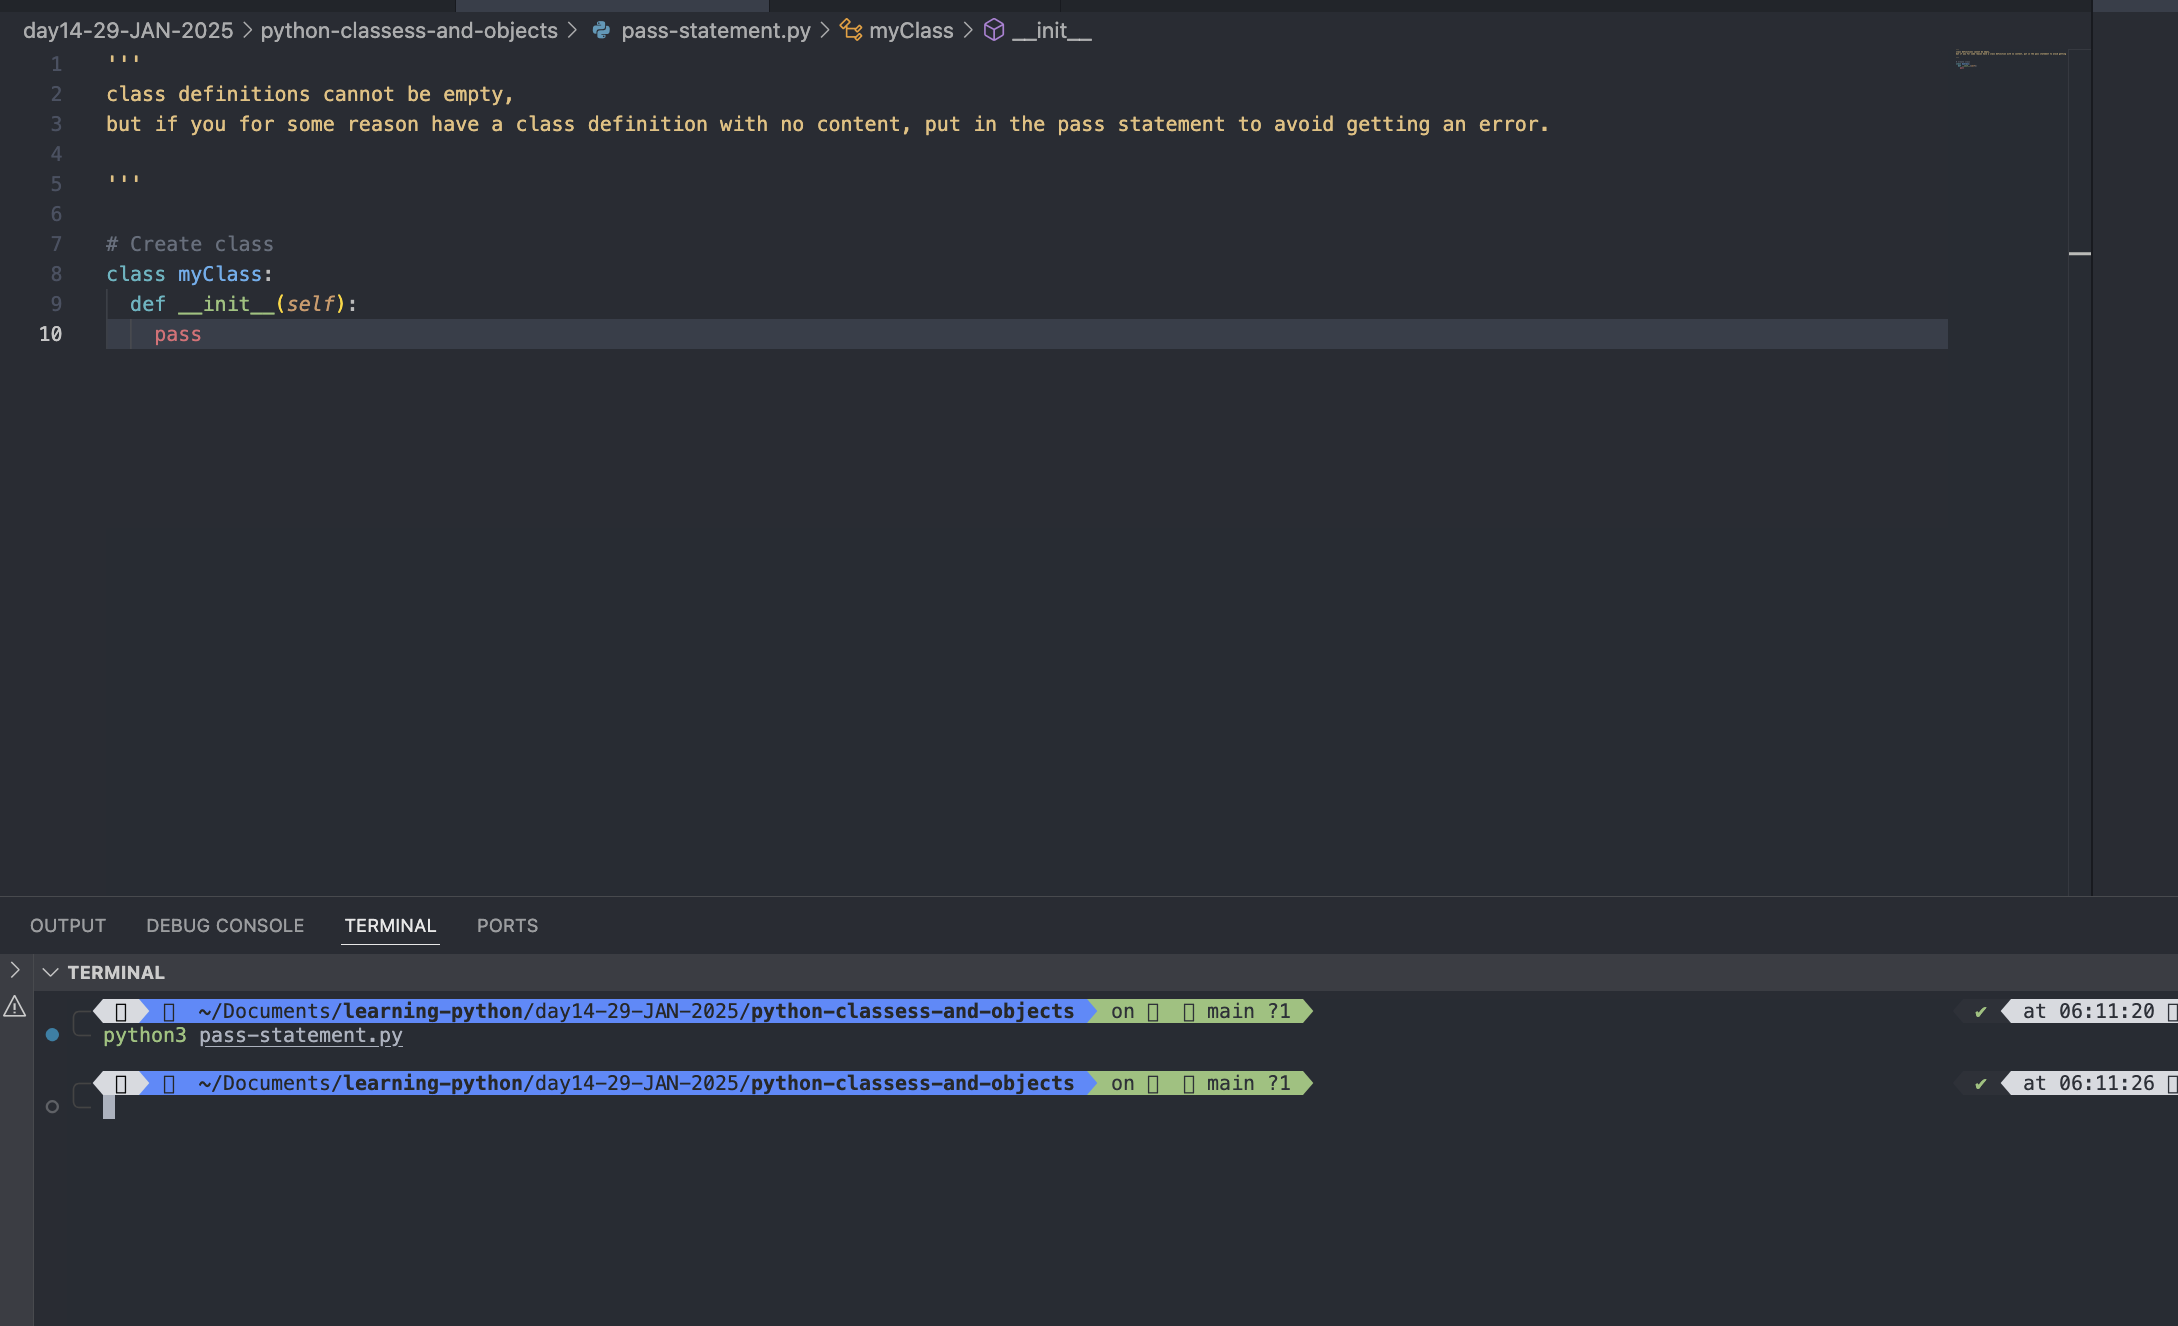 day14-29-JAN-2025 > python-classess-and-objects > pass-statement.py > myClass > __init__
1 '''
2 class definitions cannot be empty,
3 but if you for some reason have a class definition with no content, put in the pass statement to avoid getting an error.
4
5 '''
6
7 # Create class
8 class myClass:
9   def __init__(self):
10     pass
OUTPUT DEBUG CONSOLE TERMINAL PORTS
TERMINAL
~/Documents/learning-python/day14-29-JAN-2025/python-classess-and-objects on main ?1 ✔ at 06:11:20
python3 pass-statement.py
~/Documents/learning-python/day14-29-JAN-2025/python-classess-and-objects on main ?1 ✔ at 06:11:26